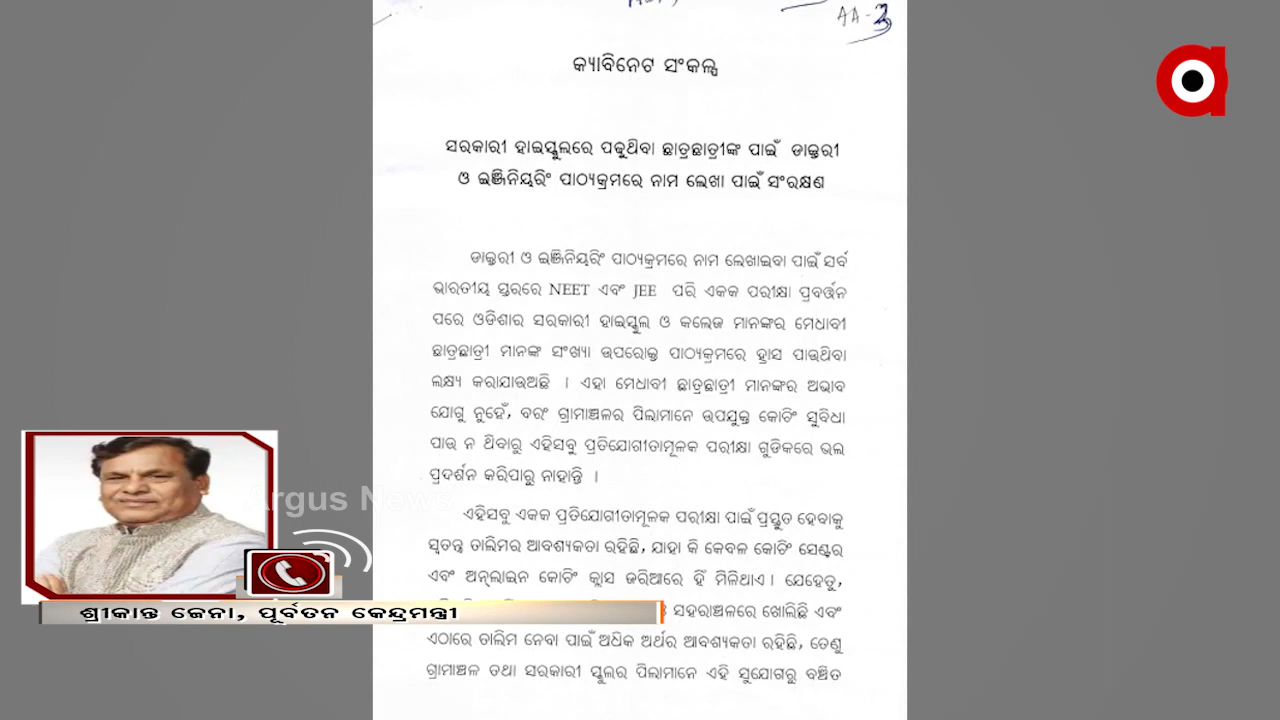 AA-3
କ୍ୟାବିନେଟ ସଂକଳ୍ପ
ସରକାରୀ ହାଇସ୍କୁଲରେ ପଢୁଥିବା ଛାତ୍ରଛାତ୍ରୀଙ୍କ ପାଇଁ ଡାକ୍ତରୀ
ଓ ଇଞ୍ଜିନିୟରିଂ ପାଠ୍ୟକ୍ରମରେ ନାମ ଲେଖା ପାଇଁ ସଂରକ୍ଷଣ
ଡାକ୍ତରୀ ଓ ଇଞ୍ଜିନିୟରିଂ ପାଠ୍ୟକ୍ରମରେ ନାମ ଲେଖାଇବା ପାଇଁ ସର୍ବ
ଭାରତୀୟ ସ୍ତରରେ NEET ଏବଂ JEE ପରି ଏକକ ପରୀକ୍ଷା ପ୍ରବର୍ତ୍ତନ
ପରେ ଓଡିଶାର ସରକାରୀ ହାଇସ୍କୁଲ ଓ କଲେଜ ମାନଙ୍କର ମେଧାବୀ
ଛାତ୍ରଛାତ୍ରୀ ମାନଙ୍କ ସଂଖ୍ୟା ଉପରୋକ୍ତ ପାଠ୍ୟକ୍ରମରେ ହ୍ରାସ ପାଉଥିବା
ଲକ୍ଷ୍ୟ କରାଯାଉଅଛି । ଏହା ମେଧାବୀ ଛାତ୍ରଛାତ୍ରୀ ମାନଙ୍କର ଅଭାବ
ଯୋଗୁ ନୁହେଁ, ବରଂ ଗ୍ରାମାଞ୍ଚଳର ପିଲାମାନେ ଉପଯୁକ୍ତ କୋଚିଂ ସୁବିଧା
ପାଉ ନ ଥିବାରୁ ଏହିସବୁ ପ୍ରତିଯୋଗୀତାମୂଳକ ପରୀକ୍ଷା ଗୁଡିକରେ ଭଲ
ପ୍ରଦର୍ଶନ କରିପାରୁ ନାହାନ୍ତି ।
Argus News
ଏହିସବୁ ଏକକ ପ୍ରତିଯୋଗୀତାମୂଳକ ପରୀକ୍ଷା ପାଇଁ ପ୍ରସ୍ତୁତ ହେବାକୁ
ସ୍ୱତନ୍ତ୍ର ତାଲିମର ଆବଶ୍ୟକତା ରହିଛି, ଯାହା କି କେବଳ କୋଚିଂ ସେଣ୍ଟର
ଏବଂ ଅନ୍‌ଲାଇନ କୋଚିଂ କ୍ଲାସ ଜରିଆରେ ହିଁ ମିଳିଥାଏ । ଯେହେତୁ,
ସହରାଞ୍ଚଳରେ ଖୋଲିଛି ଏବଂ
ଏଠାରେ ତାଲିମ ନେବା ପାଇଁ ଅଧିକ ଅର୍ଥର ଆବଶ୍ୟକତା ରହିଛି, ତେଣୁ
ଗ୍ରାମାଞ୍ଚଳ ତଥା ସରକାରୀ ସ୍କୁଲର ପିଲାମାନେ ଏହି ସୁଯୋଗରୁ ବଞ୍ଚିତ
ଶ୍ରୀକାନ୍ତ ଜେନା, ପୂର୍ବତନ କେନ୍ଦ୍ରମନ୍ତ୍ରୀ